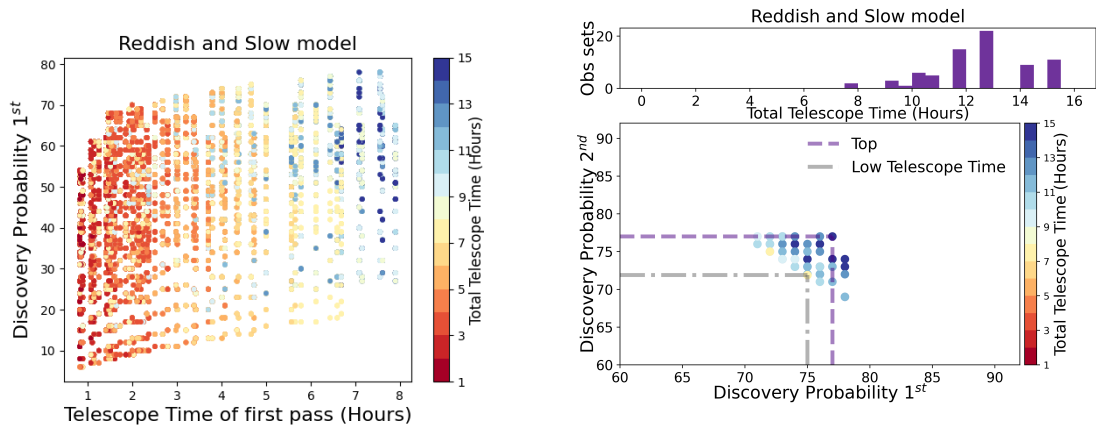 Reddish and Slow model
Discovery Probability 1st
80
70
60
50
40
30
20
10
1 2 3 4 5 6 7 8
Telescope Time of first pass (Hours)
15
13
11
9
7
5
3
1
Total Telescope Time (Hours)
Reddish and Slow model
Obs sets
20
0
0 2 4 6 8 10 12 14 16
Total Telescope Time (Hours)
Discovery Probability 2nd
90
85
80
75
70
65
60
Top
Low Telescope Time
60 65 70 75 80 85 90
Discovery Probability 1st
15
13
11
9
7
5
3
1
Total Telescope Time (Hours)